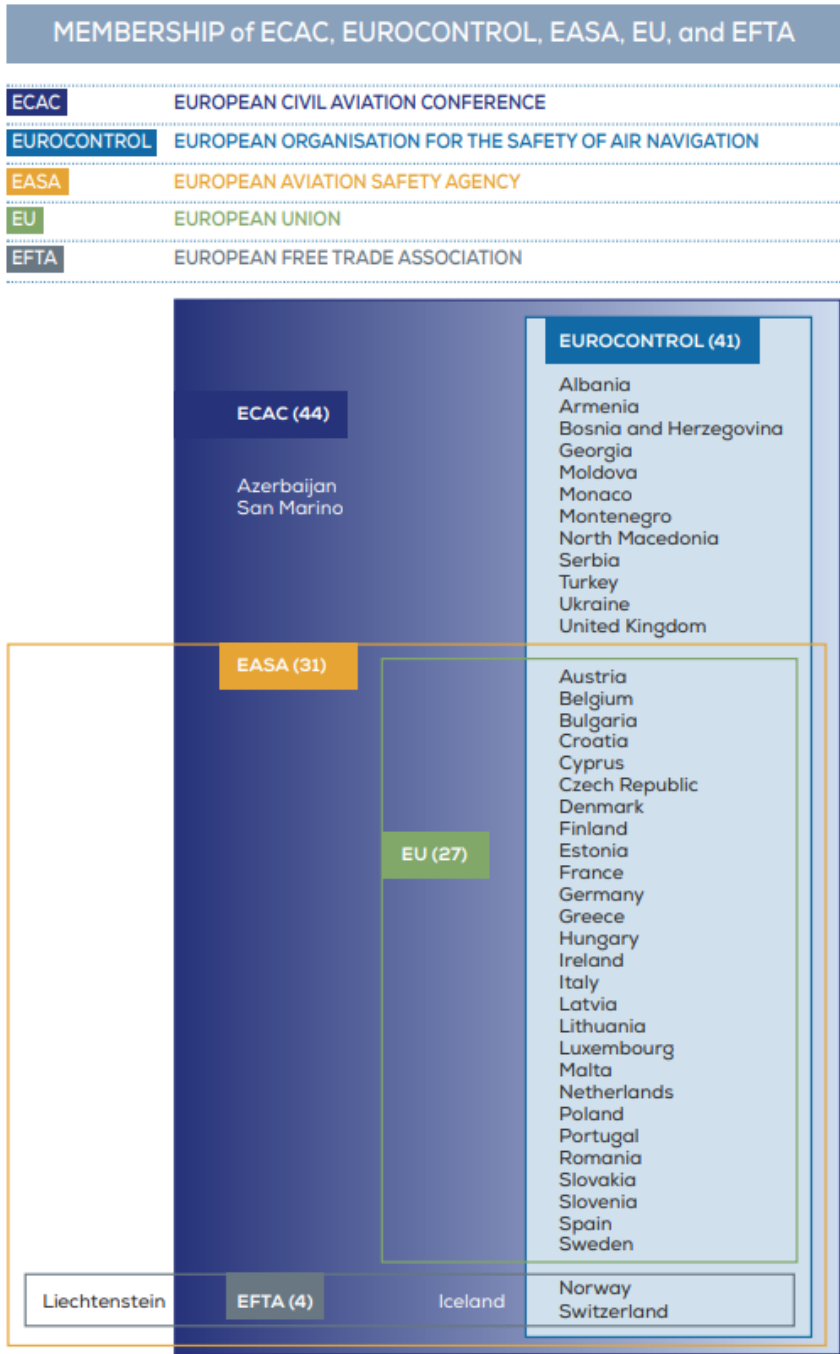 MEMBERSHIP of ECAC, EUROCONTROL, EASA, EU, and EFTA
ECAC EUROPEAN CIVIL AVIATION CONFERENCE
EUROCONTROL EUROPEAN ORGANISATION FOR THE SAFETY OF AIR NAVIGATION
EASA EUROPEAN AVIATION SAFETY AGENCY
EU EUROPEAN UNION
EFTA EUROPEAN FREE TRADE ASSOCIATION
ECAC (44)
Azerbaijan
San Marino
EUROCONTROL (41)
Albania
Armenia
Bosnia and Herzegovina
Georgia
Moldova
Monaco
Montenegro
North Macedonia
Serbia
Turkey
Ukraine
United Kingdom
EASA (31)
EU (27)
Austria
Belgium
Bulgaria
Croatia
Cyprus
Czech Republic
Denmark
Finland
Estonia
France
Germany
Greece
Hungary
Ireland
Italy
Latvia
Lithuania
Luxembourg
Malta
Netherlands
Poland
Portugal
Romania
Slovakia
Slovenia
Spain
Sweden
Liechtenstein
EFTA (4)
Iceland
Norway
Switzerland